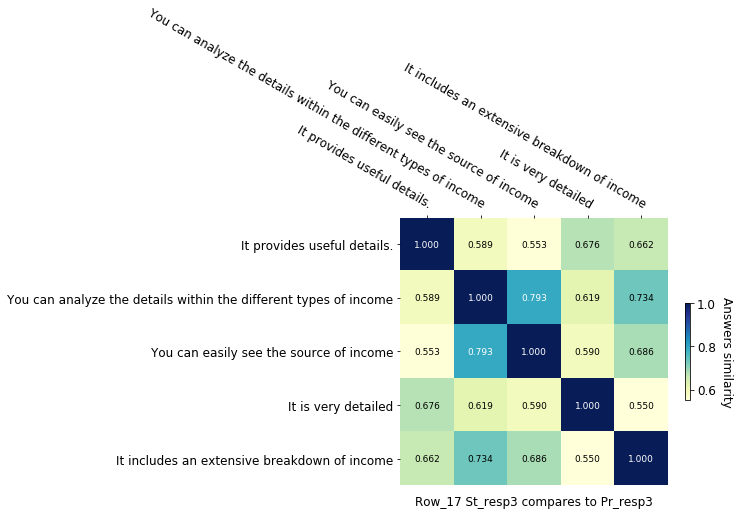 You can analyze the details within the different types of income
It includes an extensive breakdown of income
You can easily see the source of income
It provides useful details.
It is very detailed
It provides useful details.
1.000 0.589 0.553 0.676 0.662
You can analyze the details within the different types of income
0.589 1.000 0.793 0.619 0.734
You can easily see the source of income
0.553 0.793 1.000 0.590 0.686
It is very detailed
0.676 0.619 0.590 1.000 0.550
It includes an extensive breakdown of income
0.662 0.734 0.686 0.550 1.000
1.0
0.8
0.6
Answers similarity
Row_17 St_resp3 compares to Pr_resp3